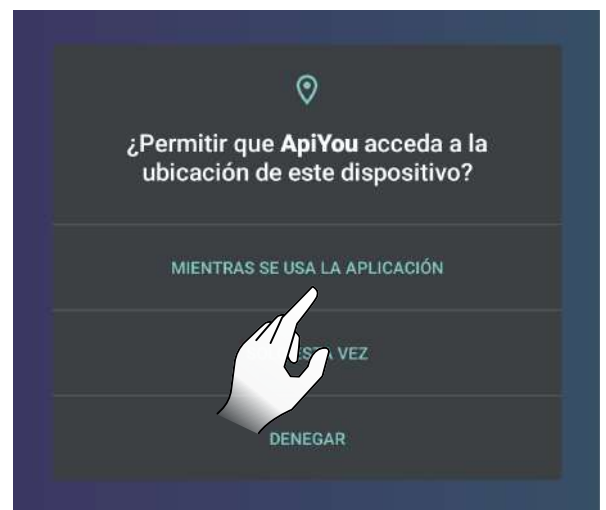 ¿Permitir que ApiYou acceda a la
ubicación de este dispositivo?
MIENTRAS SE USA LA APLICACIÓN
VEZ
DENEGAR